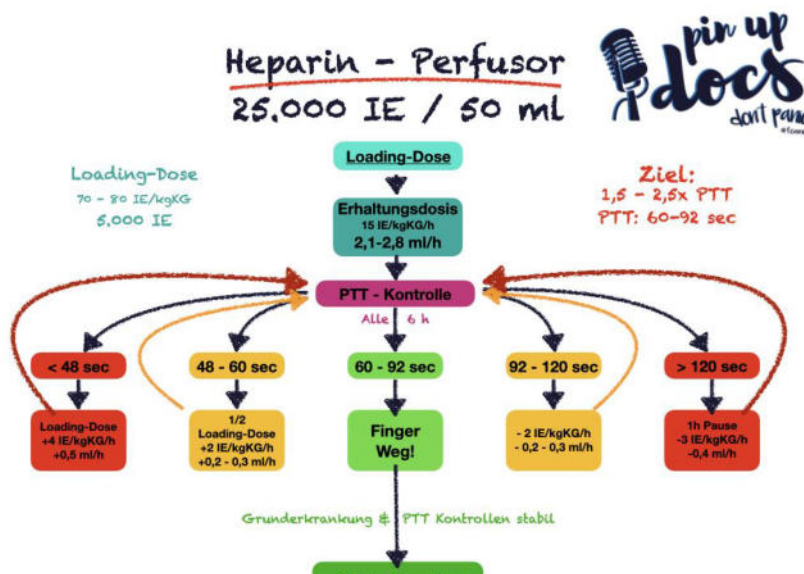 Heparin - Perfusor
25.000 IE / 50 ml
pin up
docs
don't panic
Loading-Dose
70 - 80 IE/kgKG
5.000 IE
Loading-Dose
Erhaltungsdosis
15 IE/kgKG/h
2,1-2,8 ml/h
Ziel:
1,5 - 2,5x PTT
PTT: 60-92 sec
PTT - Kontrolle
Alle 6 h
< 48 sec
48 - 60 sec
60 - 92 sec
92 - 120 sec
> 120 sec
Loading-Dose
+4 IE/kgKG/h
+0,5 ml/h
1/2
Loading-Dose
+2 IE/kgKG/h
+0,2 - 0,3 ml/h
Finger
Weg!
- 2 IE/kgKG/h
- 0,2 - 0,3 ml/h
1h Pause
-3 IE/kgKG/h
-0,4 ml/h
Grunderkrankung & PTT Kontrollen stabil